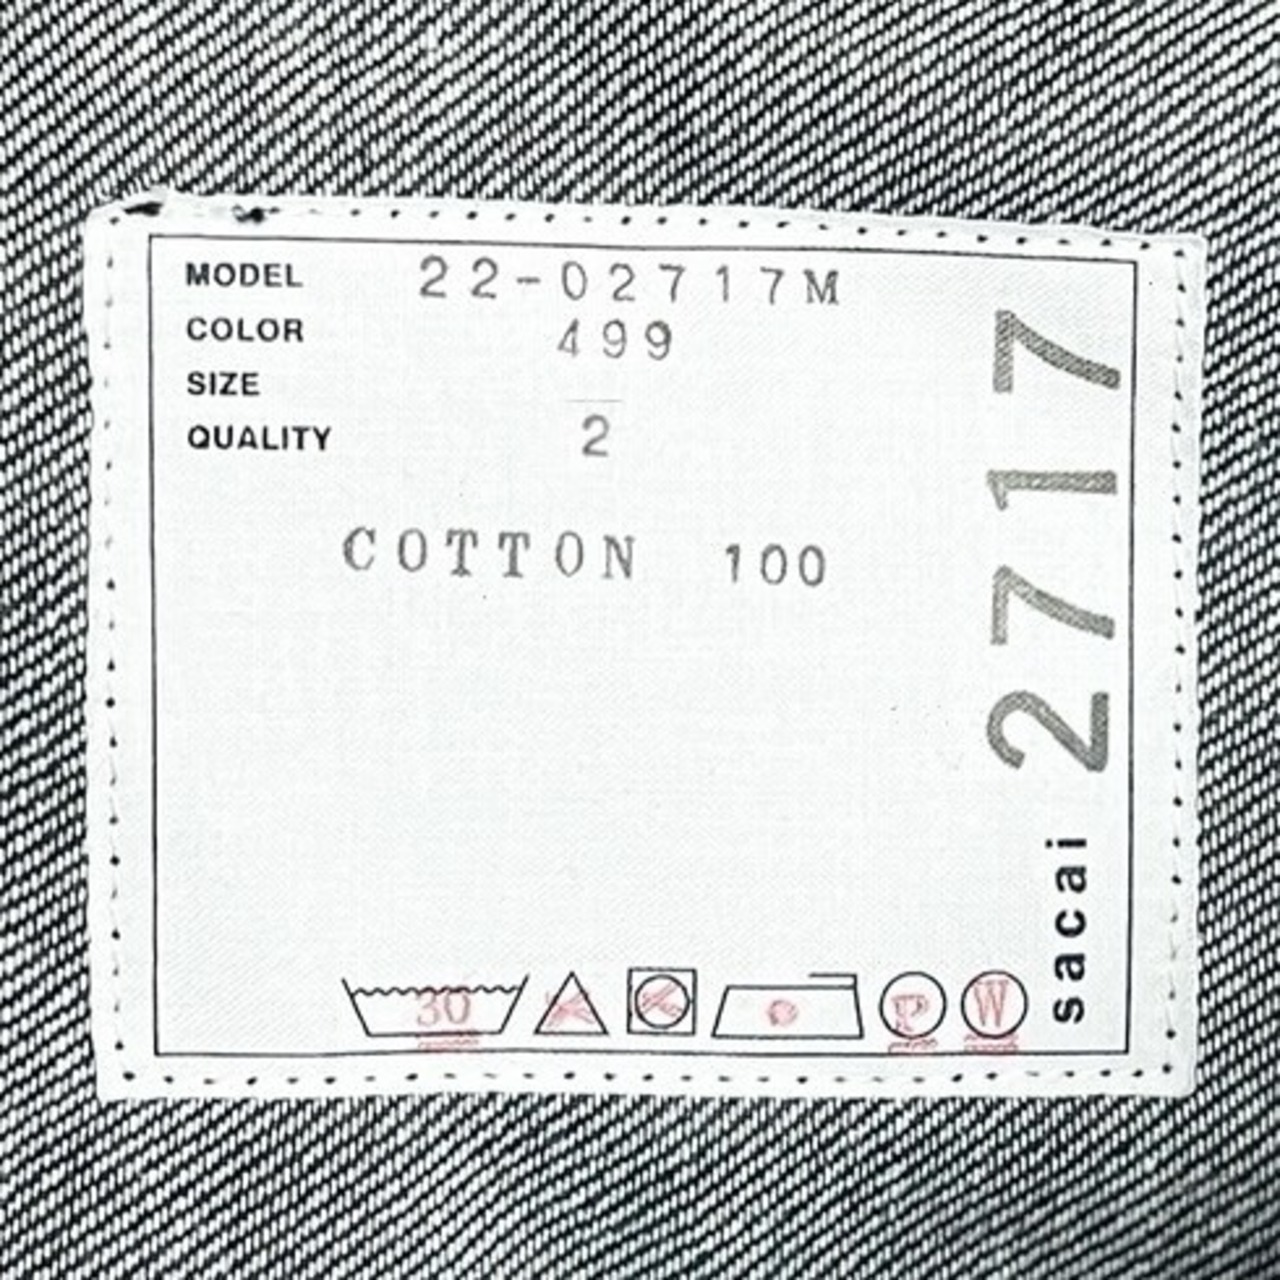 MODEL 22-02717M
COLOR 499
SIZE
QUALITY 2
COTTON 100
30
P
W
sacai 2717